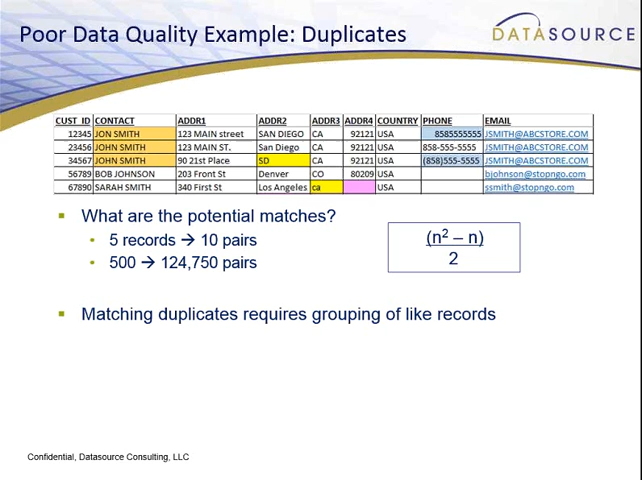 Poor Data Quality Example: Duplicates
DATASOURCE
CUST_ID CONTACT ADDR1 ADDR2 ADDR3 ADDR4 COUNTRY PHONE EMAIL
12345 JON SMITH 123 MAIN street SAN DIEGO CA 92121 USA 8585555555 JSMITH@ABCSTORE.COM
23456 JOHN SMITH 123 MAIN ST. San Diego CA 92121 USA 858-555-5555 JSMITH@ABCSTORE.COM
34567 JOHN SMITH 90 21st Place SD CA 92121 USA (858)555-5555 JSMITH@ABCSTORE.COM
56789 BOB JOHNSON 203 Front St Denver CO 80209 USA bjohnson@stopngo.com
67890 SARAH SMITH 340 First St Los Angeles ca USA ssmith@stopngo.com
▪ What are the potential matches?
• 5 records → 10 pairs
• 500 → 124,750 pairs
(n² – n)
2
▪ Matching duplicates requires grouping of like records
Confidential, Datasource Consulting, LLC